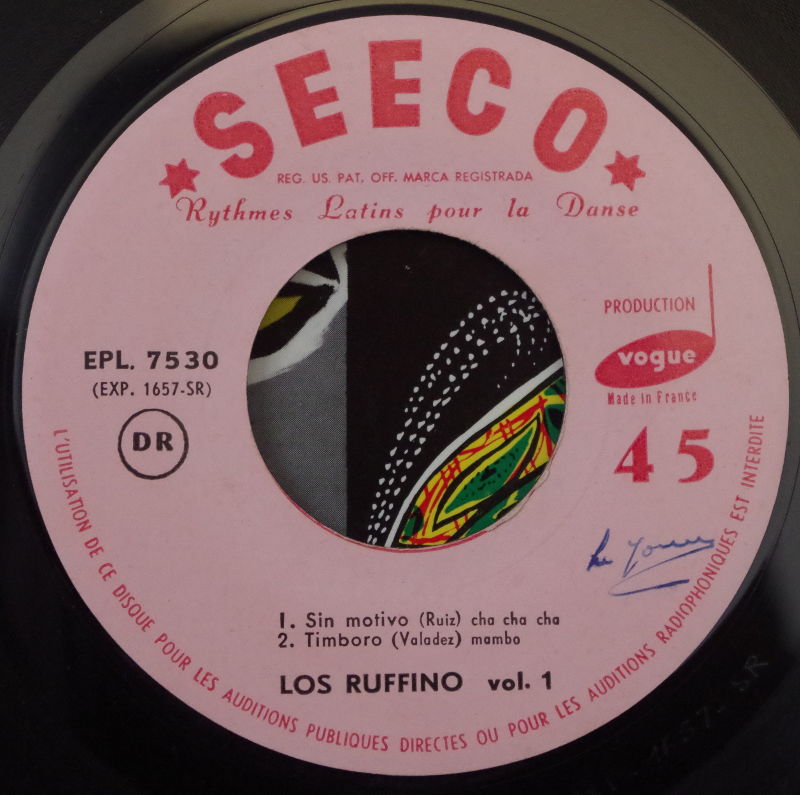 SEECO
REG. US. PAT. OFF. MARCA REGISTRADA
Rythmes Latins pour la Danse
PRODUCTION
vogue
Made in France
EPL. 7530
(EXP. 1657-SR)
DR
45
1. Sin motivo (Ruiz) cha cha cha
2. Timboro (Valadez) mambo
LOS RUFFINO vol. 1
L'UTILISATION DE CE DISQUE POUR LES AUDITIONS PUBLIQUES DIRECTES OU POUR LES AUDITIONS RADIOPHONIQUES EST INTERDITE